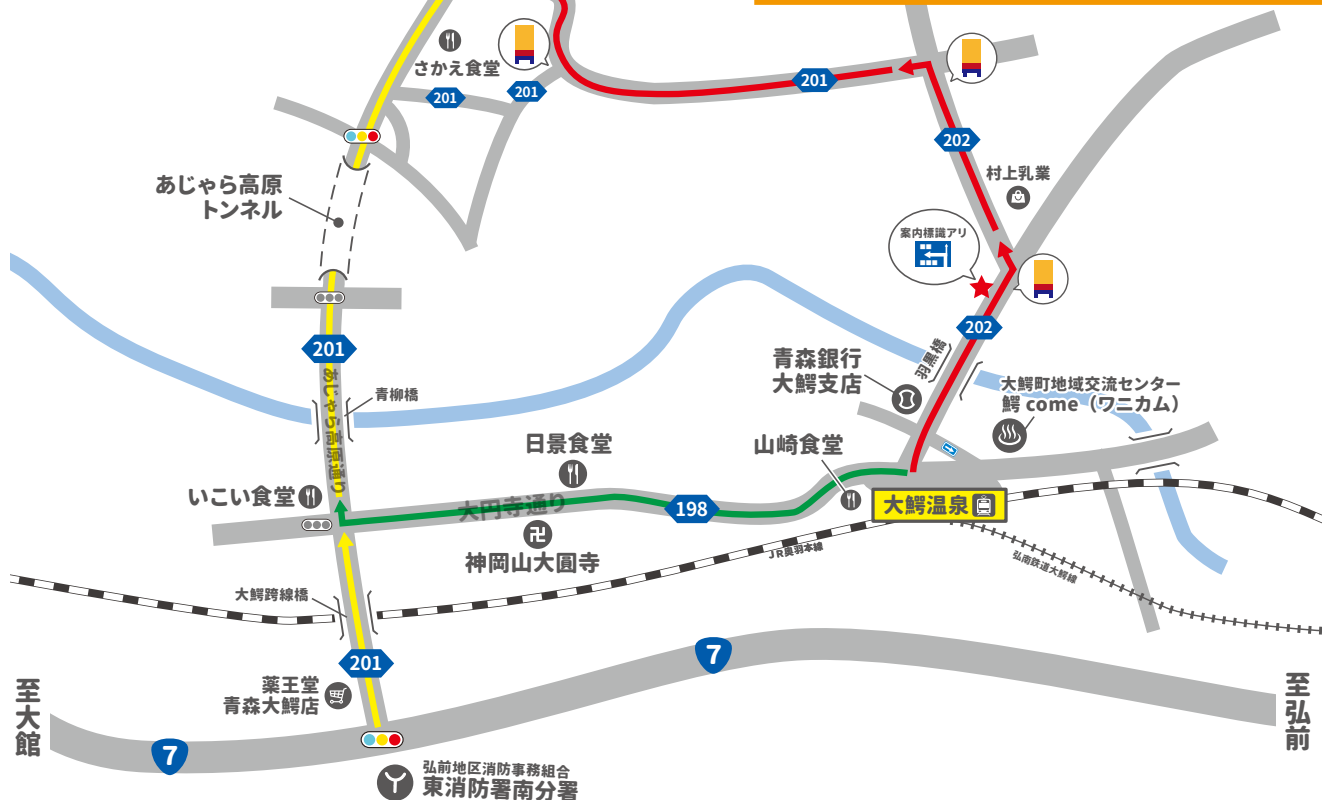 さかえ食堂
201
201
201
202
村上乳業
あじゃら高原
トンネル
案内標識アリ
202
201
あじゃら高原通り
青柳橋
羽黒橋
青森銀行
大鰐支店
大鰐町地域交流センター
鰐 come（ワニカム）
日景食堂
山崎食堂
いこい食堂
大円寺通り
198
大鰐温泉
神岡山大圓寺
JR奥羽本線
弘南鉄道大鰐線
大鰐跨線橋
201
7
薬王堂
青森大鰐店
至大館
至弘前
7
弘前地区消防事務組合
東消防署南分署